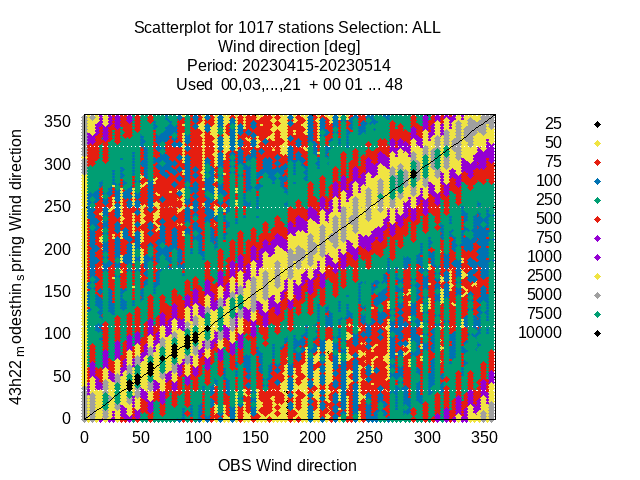 Scatterplot for 1017 stations Selection: ALL
Wind direction [deg]
Period: 20230415-20230514
Used  00,03,...,21  + 00 01 ... 48
43h22 modesthinspring Wind direction
350
300
250
200
150
100
50
0
0 50 100 150 200 250 300 350
OBS Wind direction
25
50
75
100
250
500
750
1000
2500
5000
7500
10000